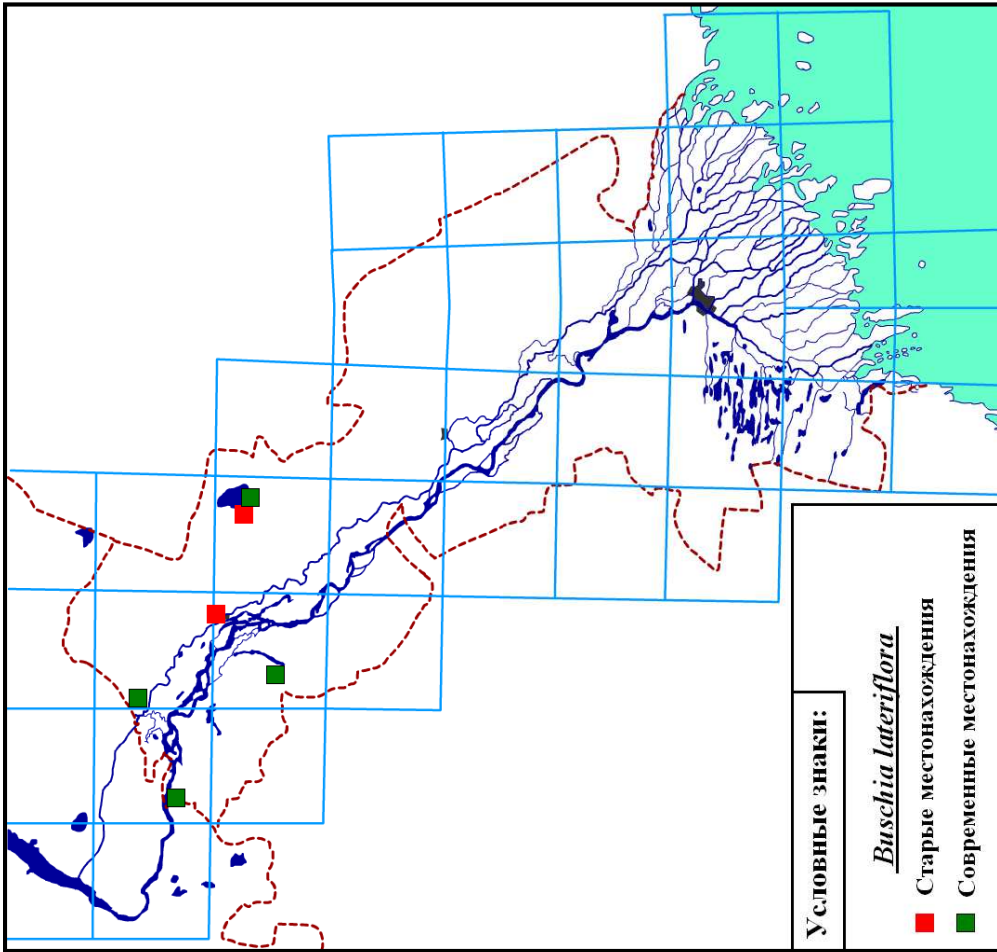 Условные знаки:
Buschia lateriflora
Старые местонахождения
Современные местонахождения